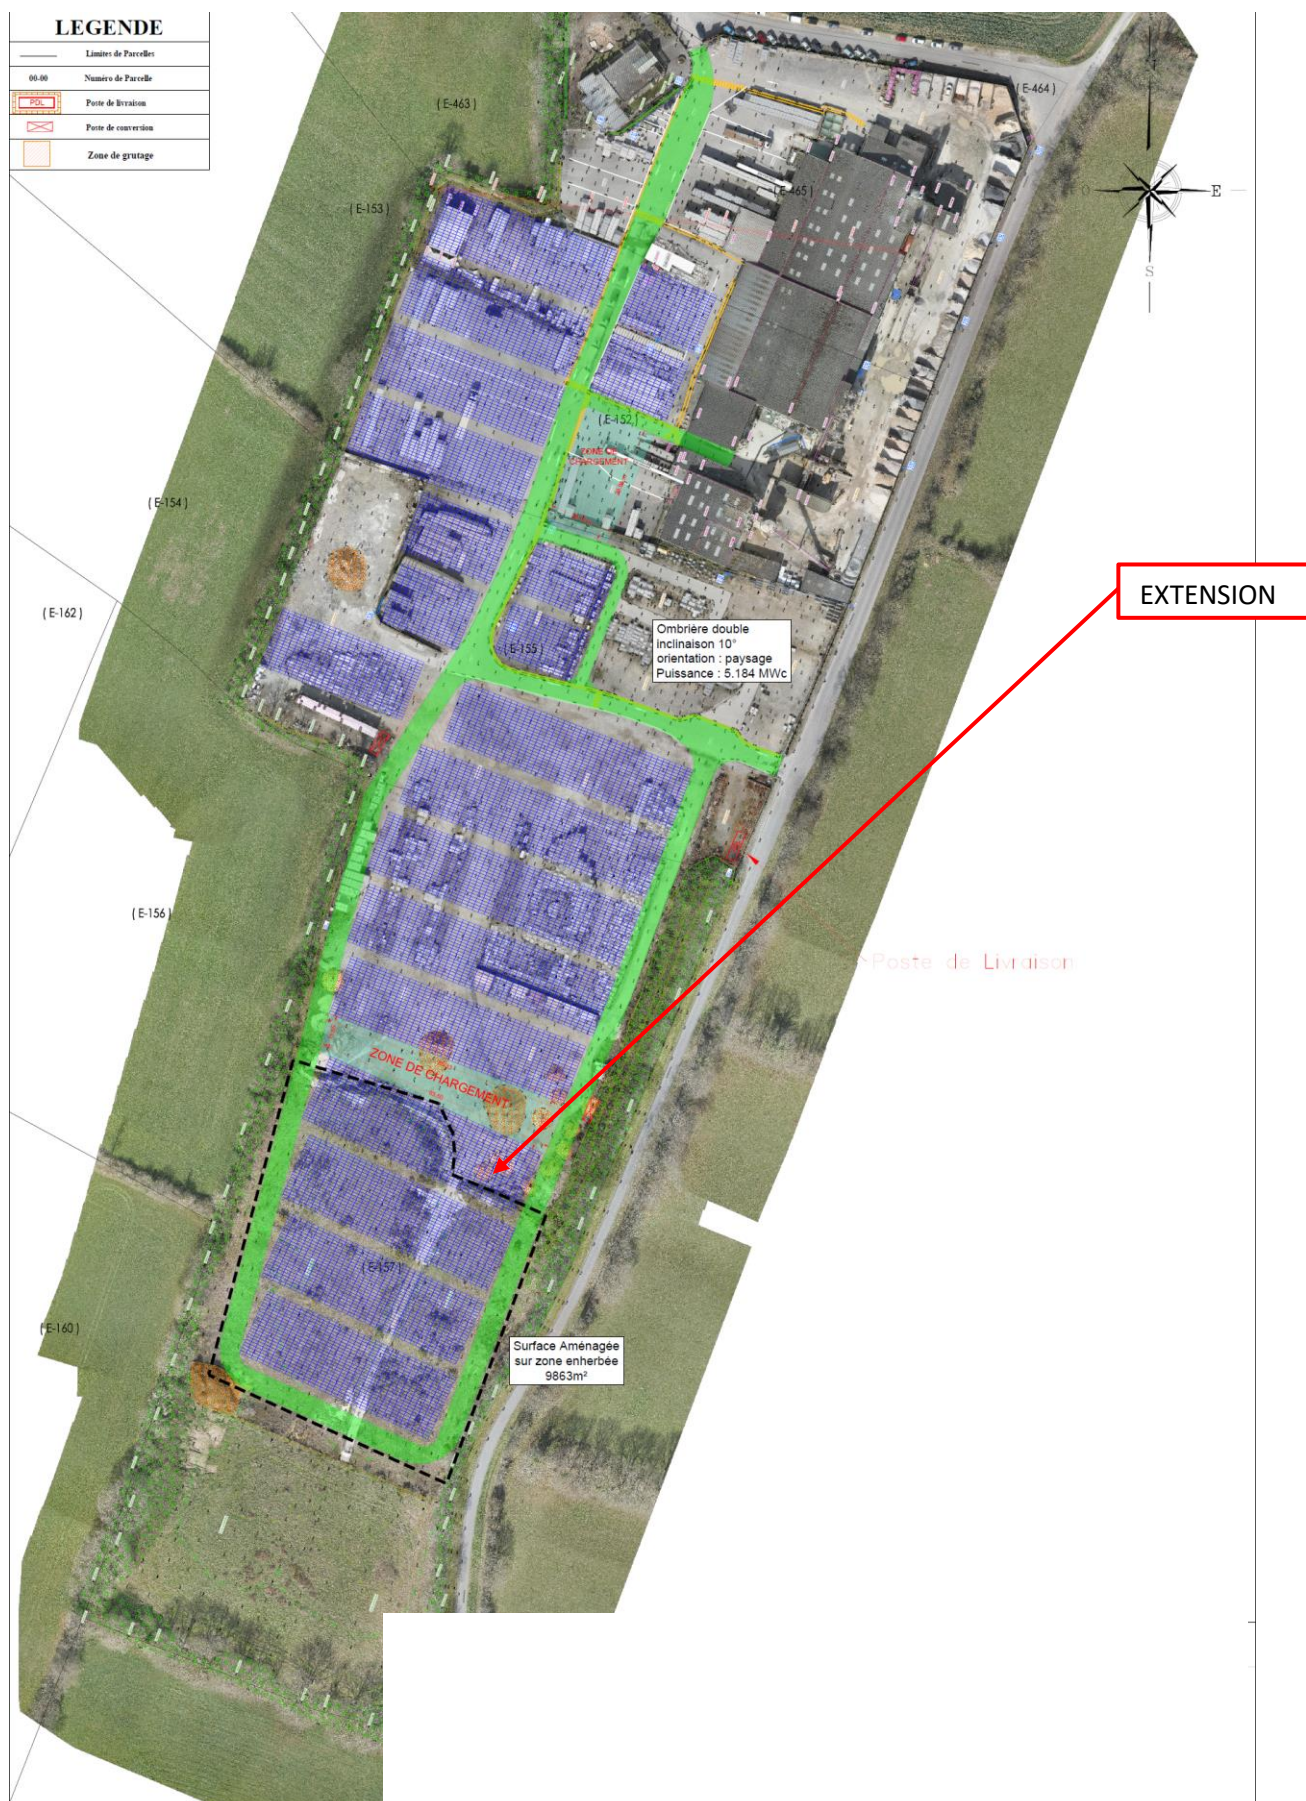 LEGENDE
Limites de Parcelles
00-00 Numéro de Parcelle
PDL Poste de livraison
Poste de conversion
Zone de grutage
( E-463 )
( E-464 )
( E-465 )
( E-153 )
O
E
S
( E-152 )
ZONE DE
CHARGEMENT
( E-154 )
( E-162 )
EXTENSION
Ombrière double
inclinaison 10°
orientation : paysage
Puissance : 5.184 MWc
( E-155 )
( E-156 )
Poste de Livraison
ZONE DE CHARGEMENT
( E-157 )
( E-160 )
Surface Aménagée
sur zone enherbée
9863m²